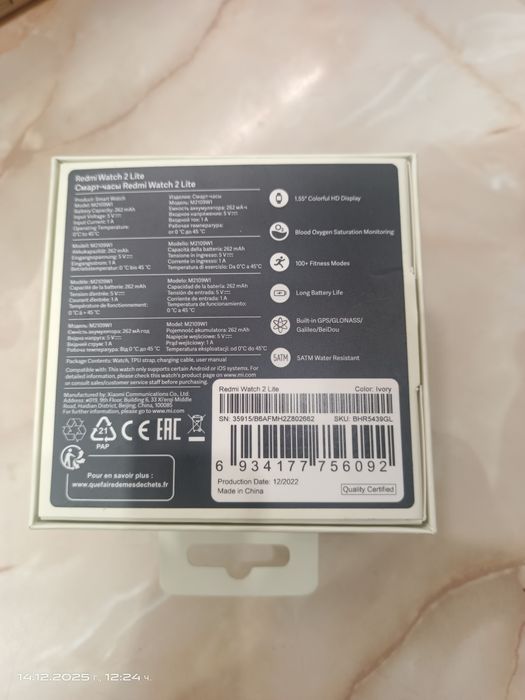 Redmi Watch 2 Lite
Смарт-часы Redmi Watch 2 Lite
Product: Smart Watch
Model: M2109W1
Battery Capacity: 262 mAh
Input Voltage: 5 V⎓
Input Current: 1 A
Operating Temperature:
0°C to 45 °C
Изделие: Смарт-часы
Модель: M2109W1
Емкость аккумулятора: 262 мА·ч
Входное напряжение: 5 V⎓
Входной ток: 1 A
Рабочая температура:
от 0 °C до 45 °C
Modell: M2109W1
Akkukapazität: 262 mAh
Eingangsspannung: 5 V⎓
Eingangsstrom: 1 A
Betriebstemperatur: 0 °C bis 45 °C
Modello: M2109W1
Capacità della batteria: 262 mAh
Tensione in ingresso: 5 V⎓
Corrente in ingresso: 1 A
Temperatura di esercizio: Da 0°C a 45°C
Modèle: M2109W1
Capacité de la batterie: 262 mAh
Tension d'entrée: 5 V⎓
Courant d'entrée: 1 A
Température de fonctionnement:
0 °C à + 45 °C
Modelo: M2109W1
Capacidad de la batería: 262 mAh
Tensión de entrada: 5 V⎓
Corriente de entrada: 1 A
Temperatura de funcionamiento:
0 °C a 45 °C
Модель: M2109W1
Ємність акумулятора: 262 мА·год
Вхідна напруга: 5 V⎓
Вхідний струм: 1 A
Робоча температура: Від 0 °C до 45 °C
Model: M2109W1
Pojemność akumulatora: 262 mAh
Napięcie wejściowe: 5 V⎓
Prąd wejściowy: 1 A
Temperatura eksploatacji: od 0°C do 45°C
Package Contents: Watch, TPU strap, charging cable, user manual
Compatible with: This watch only supports certain Android or iOS systems. For
details, please check this watch's product page on www.mi.com
or consult sales/customer service staff before purchasing.
Manufactured by: Xiaomi Communications Co., Ltd.
Address: #019, 9th Floor, Building 6, 33 Xi'erqi Middle
Road, Haidian District, Beijing, China, 100085
For further information, please go to www.mi.com
21
PAP
CE EAC
Pour en savoir plus :
www.quefairedemesdechets.fr
1.55" Colorful HD Display
O₂
Blood Oxygen Saturation Monitoring
100+ Fitness Modes
Long Battery Life
Built-in GPS/GLONASS/
Galileo/BeiDou
5ATM
5ATM Water Resistant
Redmi Watch 2 Lite
Color: Ivory
SN: 35915/B6AFMH2Z802662
SKU: BHR5439GL
6 934177 756092
Production Date: 12/2022
Made in China
Quality Certified
14.12.2025 г., 12:24 ч.